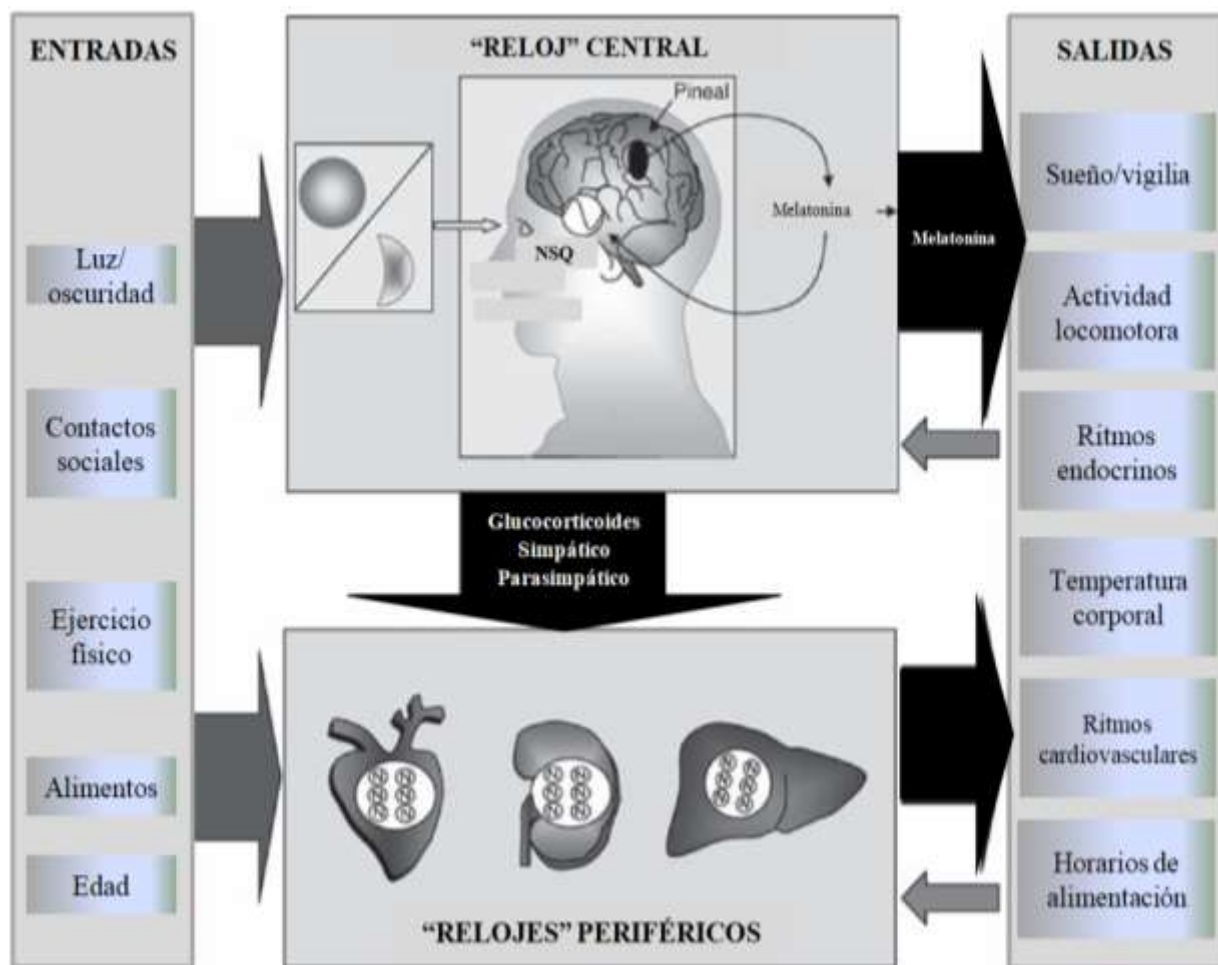 ENTRADAS
Luz/
oscuridad
Contactos
sociales
Ejercicio
físico
Alimentos
Edad
“RELOJ” CENTRAL
Pineal
Melatonina
NSQ
Melatonina
Glucocorticoides
Simpático
Parasimpático
“RELOJES” PERIFÉRICOS
SALIDAS
Sueño/vigilia
Actividad
locomotora
Ritmos
endocrinos
Temperatura
corporal
Ritmos
cardiovasculares
Horarios de
alimentación